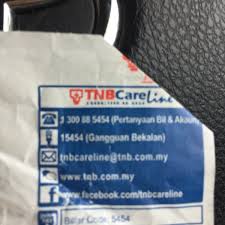 TNBCareLine
1 300 88 5454 (Pertanyaan Bil & Akaun)
15454 (Gangguan Bekalan)
tnbcareline@tnb.com.my
www.tnb.com.my
www.facebook.com/tnbcareline
Biller Code: 5454